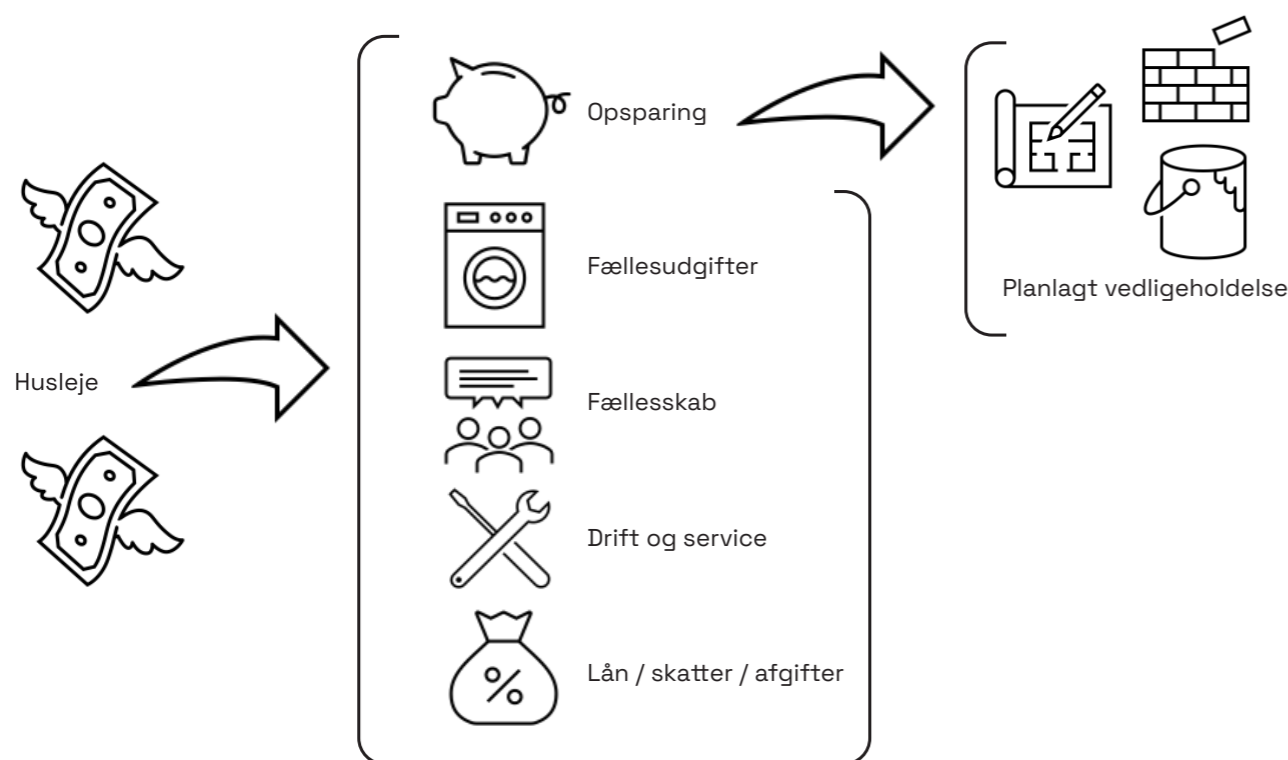 Opsparing
Fællesudgifter
Planlagt vedligeholdelse
Husleje
Fællesskab
Drift og service
Lån / skatter / afgifter